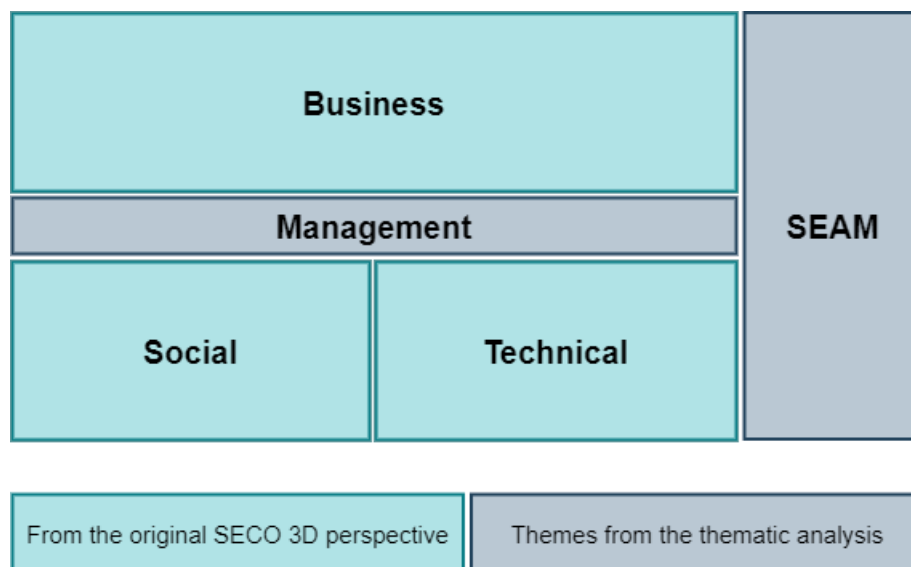 Business
Management
SEAM
Social
Technical
From the original SECO 3D perspective
Themes from the thematic analysis